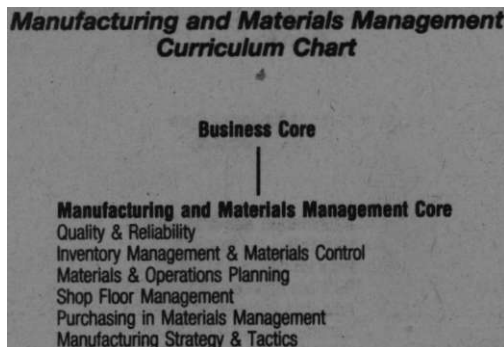 Manufacturing and Materials Management
Curriculum Chart
Business Core
Manufacturing and Materials Management Core
Quality & Reliability
Inventory Management & Materials Control
Materials & Operations Planning
Shop Floor Management
Purchasing in Materials Management
Manufacturing Strategy & Tactics